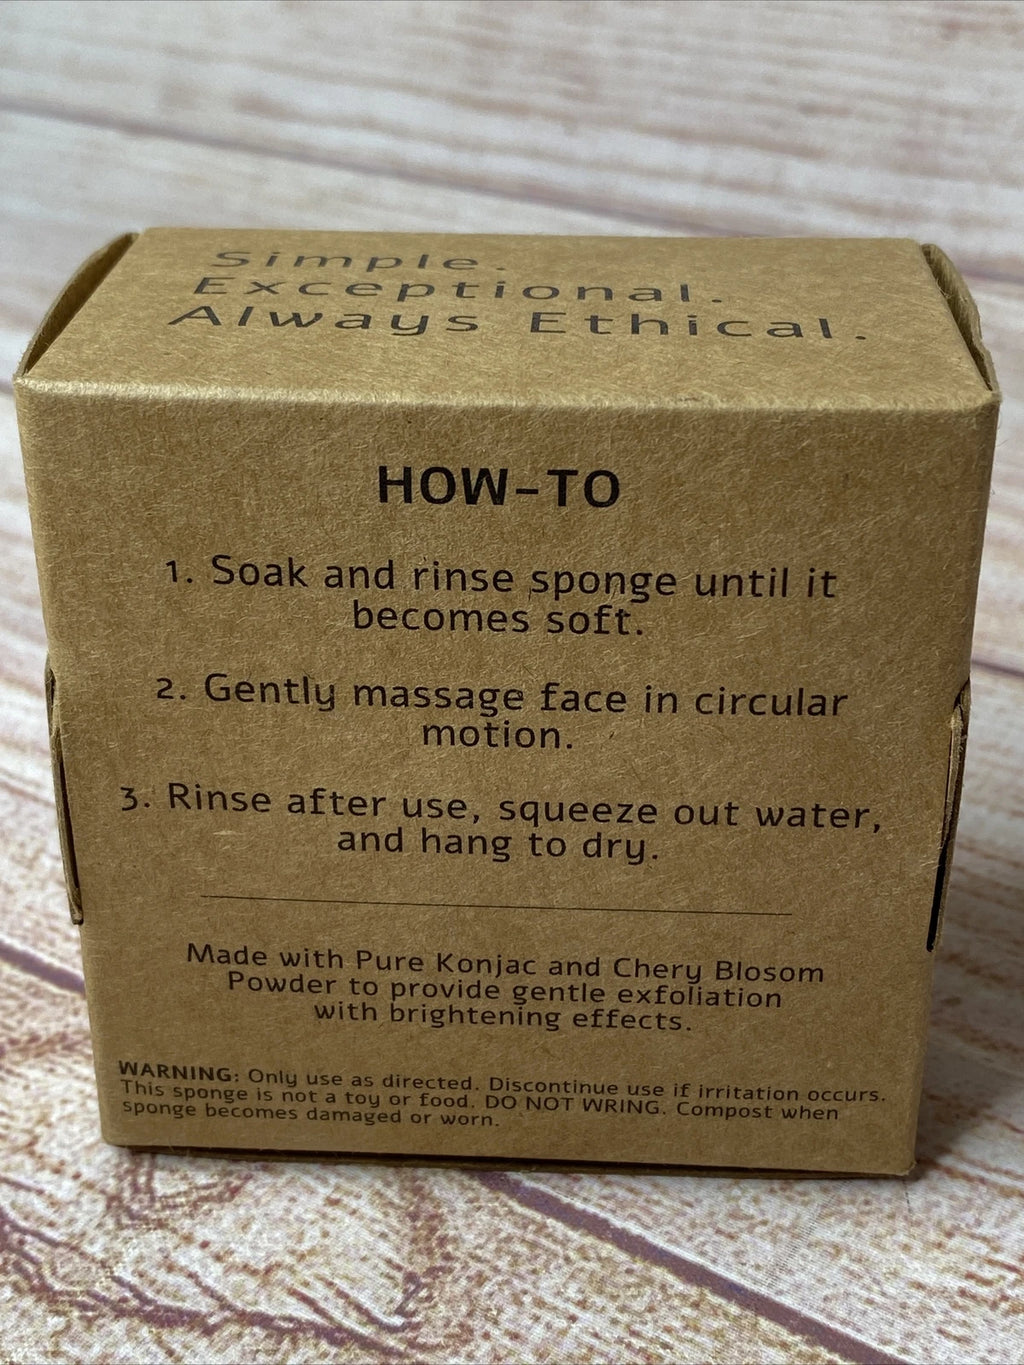 Simple.
Exceptional.
Always Ethical.
HOW-TO
1. Soak and rinse sponge until it
becomes soft.
2. Gently massage face in circular
motion.
3. Rinse after use, squeeze out water,
and hang to dry.
Made with Pure Konjac and Chery Blosom
Powder to provide gentle exfoliation
with brightening effects.
WARNING: Only use as directed. Discontinue use if irritation occurs.
This sponge is not a toy or food. DO NOT WRING. Compost when
sponge becomes damaged or worn.